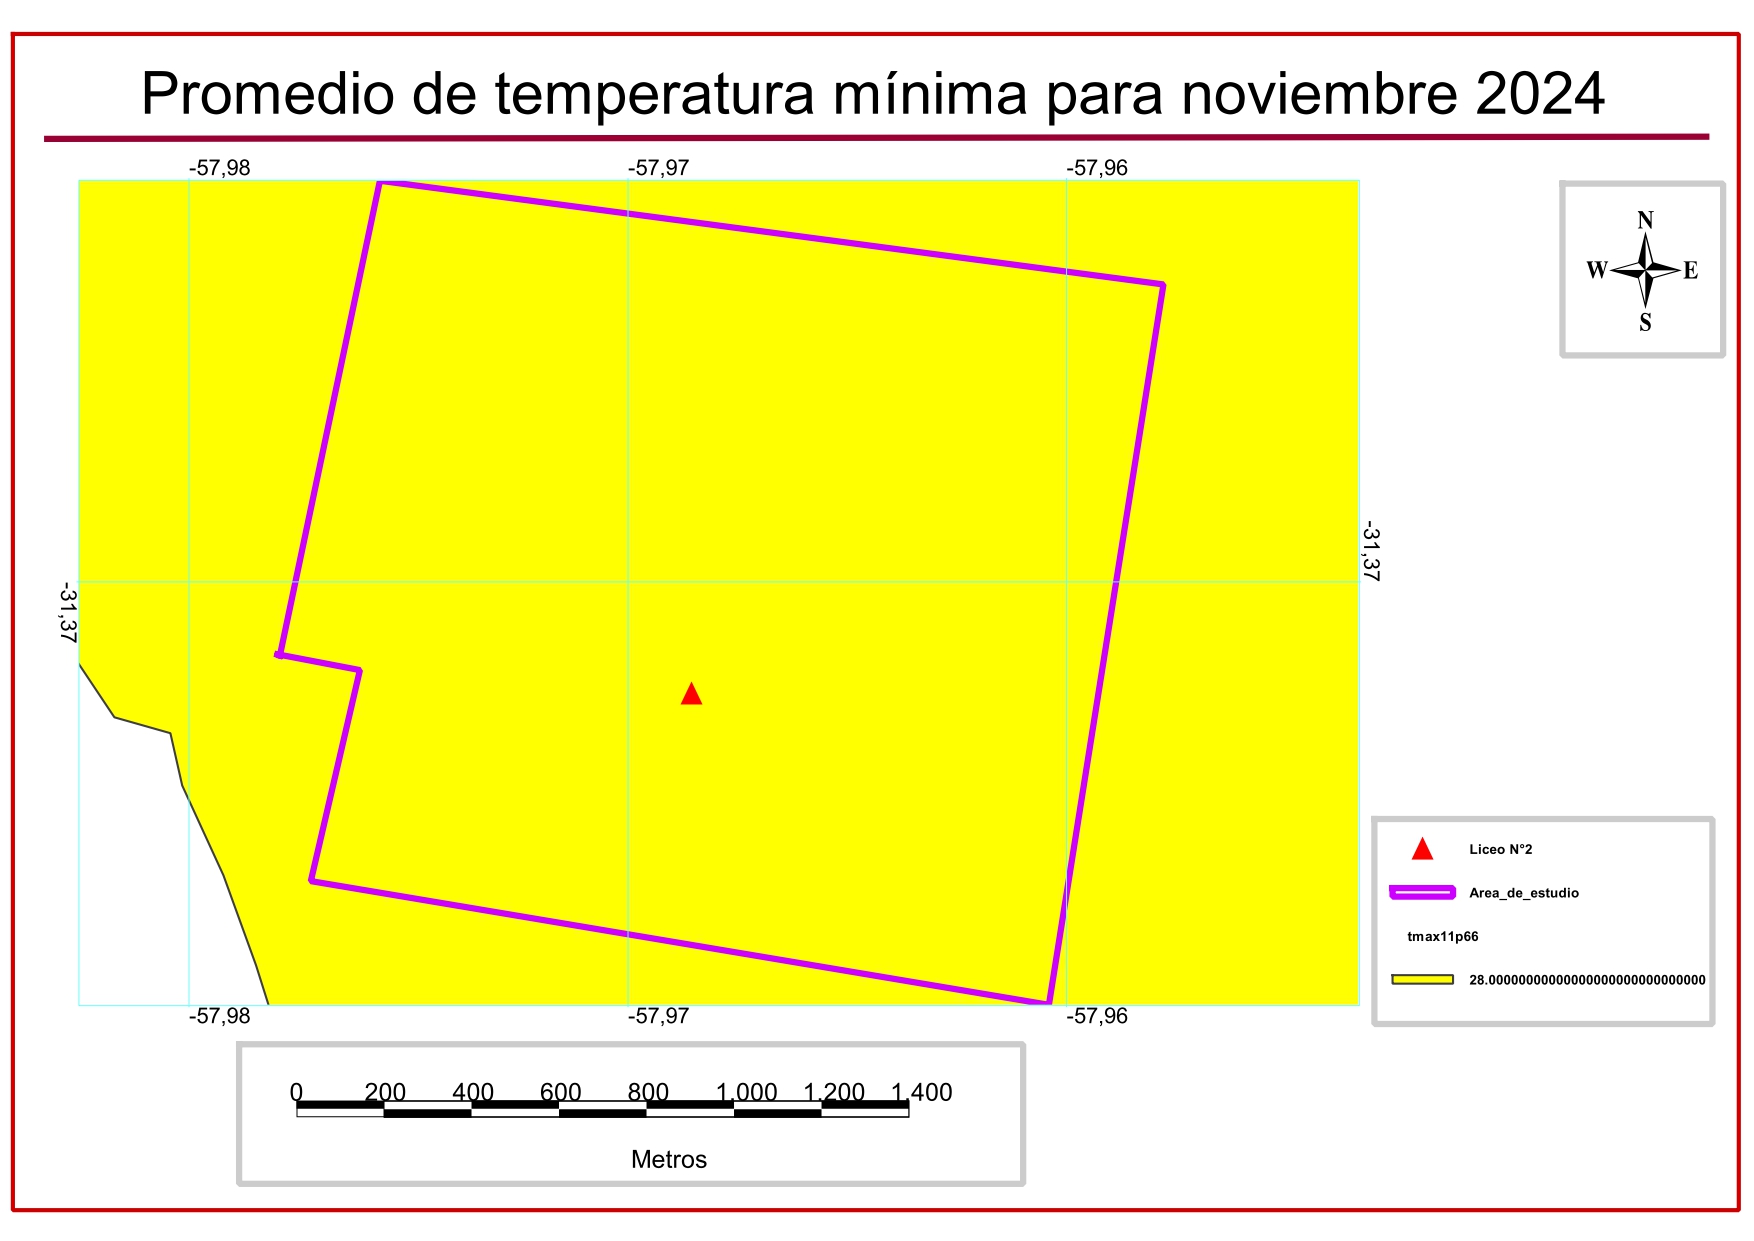 Promedio de temperatura mínima para noviembre 2024
-57,98 -57,97 -57,96
N
W E
S
-31,37
-31,37
Liceo N°2
Area_de_estudio
tmax11p66
28.000000000000000000000000000000
-57,98 -57,97 -57,96
0 200 400 600 800 1.000 1.200 1.400
Metros